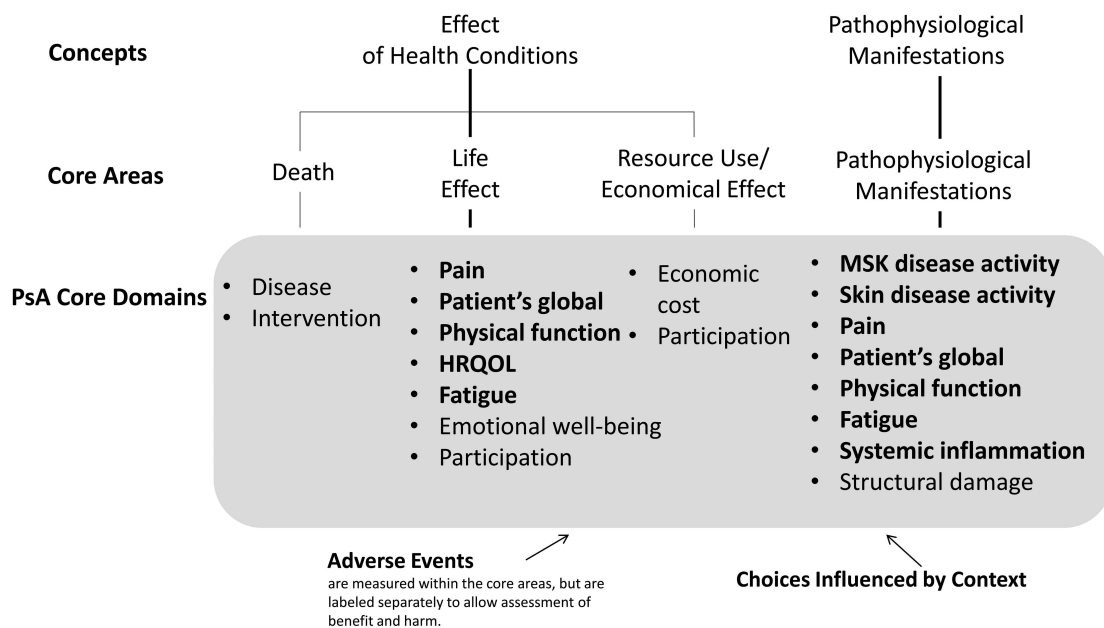 Concepts
Effect
of Health Conditions
Pathophysiological
Manifestations
Core Areas
Death
Life
Effect
Resource Use/
Economical Effect
Pathophysiological
Manifestations
PsA Core Domains
• Disease
• Intervention
• Pain
• Patient’s global
• Physical function
• HRQOL
• Fatigue
• Emotional well-being
• Participation
• Economic
cost
• Participation
• MSK disease activity
• Skin disease activity
• Pain
• Patient’s global
• Physical function
• Fatigue
• Systemic inflammation
• Structural damage
Adverse Events
are measured within the core areas, but are
labeled separately to allow assessment of
benefit and harm.
Choices Influenced by Context